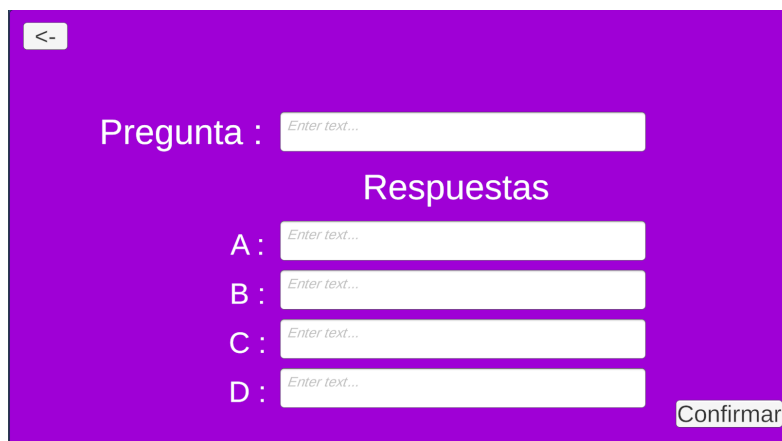 <-
Pregunta : Enter text...
Respuestas
A : Enter text...
B : Enter text...
C : Enter text...
D : Enter text...
Confirmar